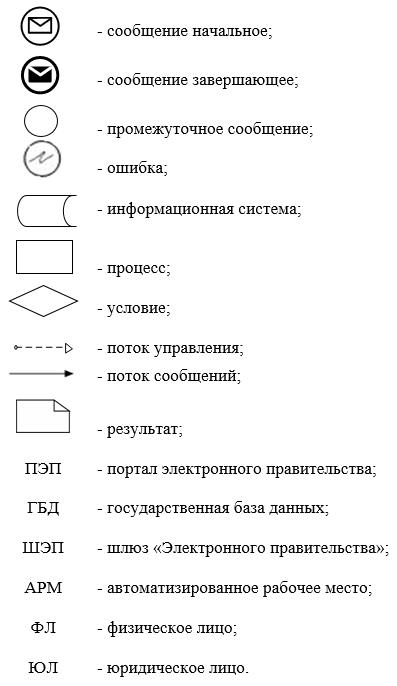 - сообщение начальное;
- сообщение завершающее;
- промежуточное сообщение;
- ошибка;
- информационная система;
- процесс;
- условие;
- поток управления;
- поток сообщений;
- результат;
ПЭП - портал электронного правительства;
ГБД - государственная база данных;
ШЭП - шлюз «Электронного правительства»;
АРМ - автоматизированное рабочее место;
ФЛ - физическое лицо;
ЮЛ - юридическое лицо.